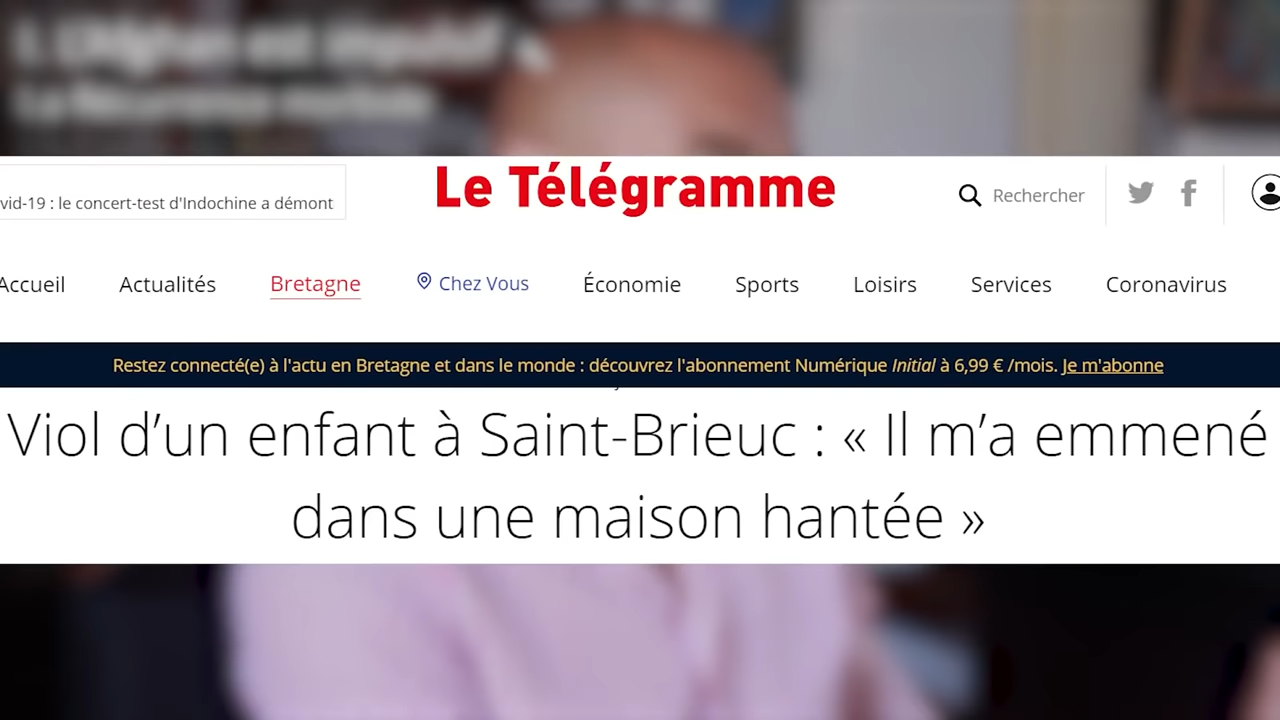 Le Télégramme
Rechercher
vid-19 : le concert-test d'Indochine a démont
Accueil Actualités Bretagne Chez Vous Économie Sports Loisirs Services Coronavirus
Restez connecté(e) à l'actu en Bretagne et dans le monde : découvrez l'abonnement Numérique Initial à 6,99 € /mois. Je m'abonne
Viol d’un enfant à Saint-Brieuc : « Il m’a emmené
dans une maison hantée »